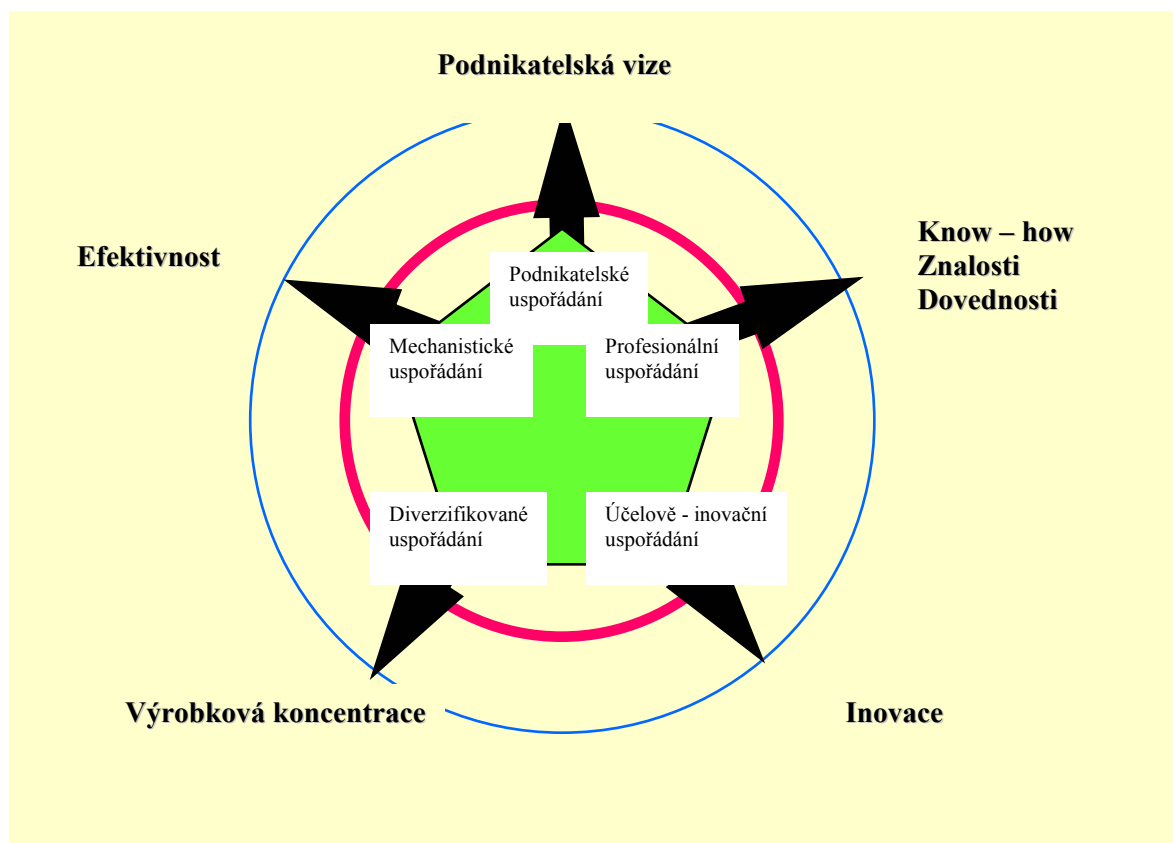 Podnikatelská vize
Efektivnost
Know – how
Znalosti
Dovednosti
Podnikatelské
uspořádání
Mechanistické
uspořádání
Profesionální
uspořádání
Diverzifikované
uspořádání
Účelově - inovační
uspořádání
Výrobková koncentrace
Inovace